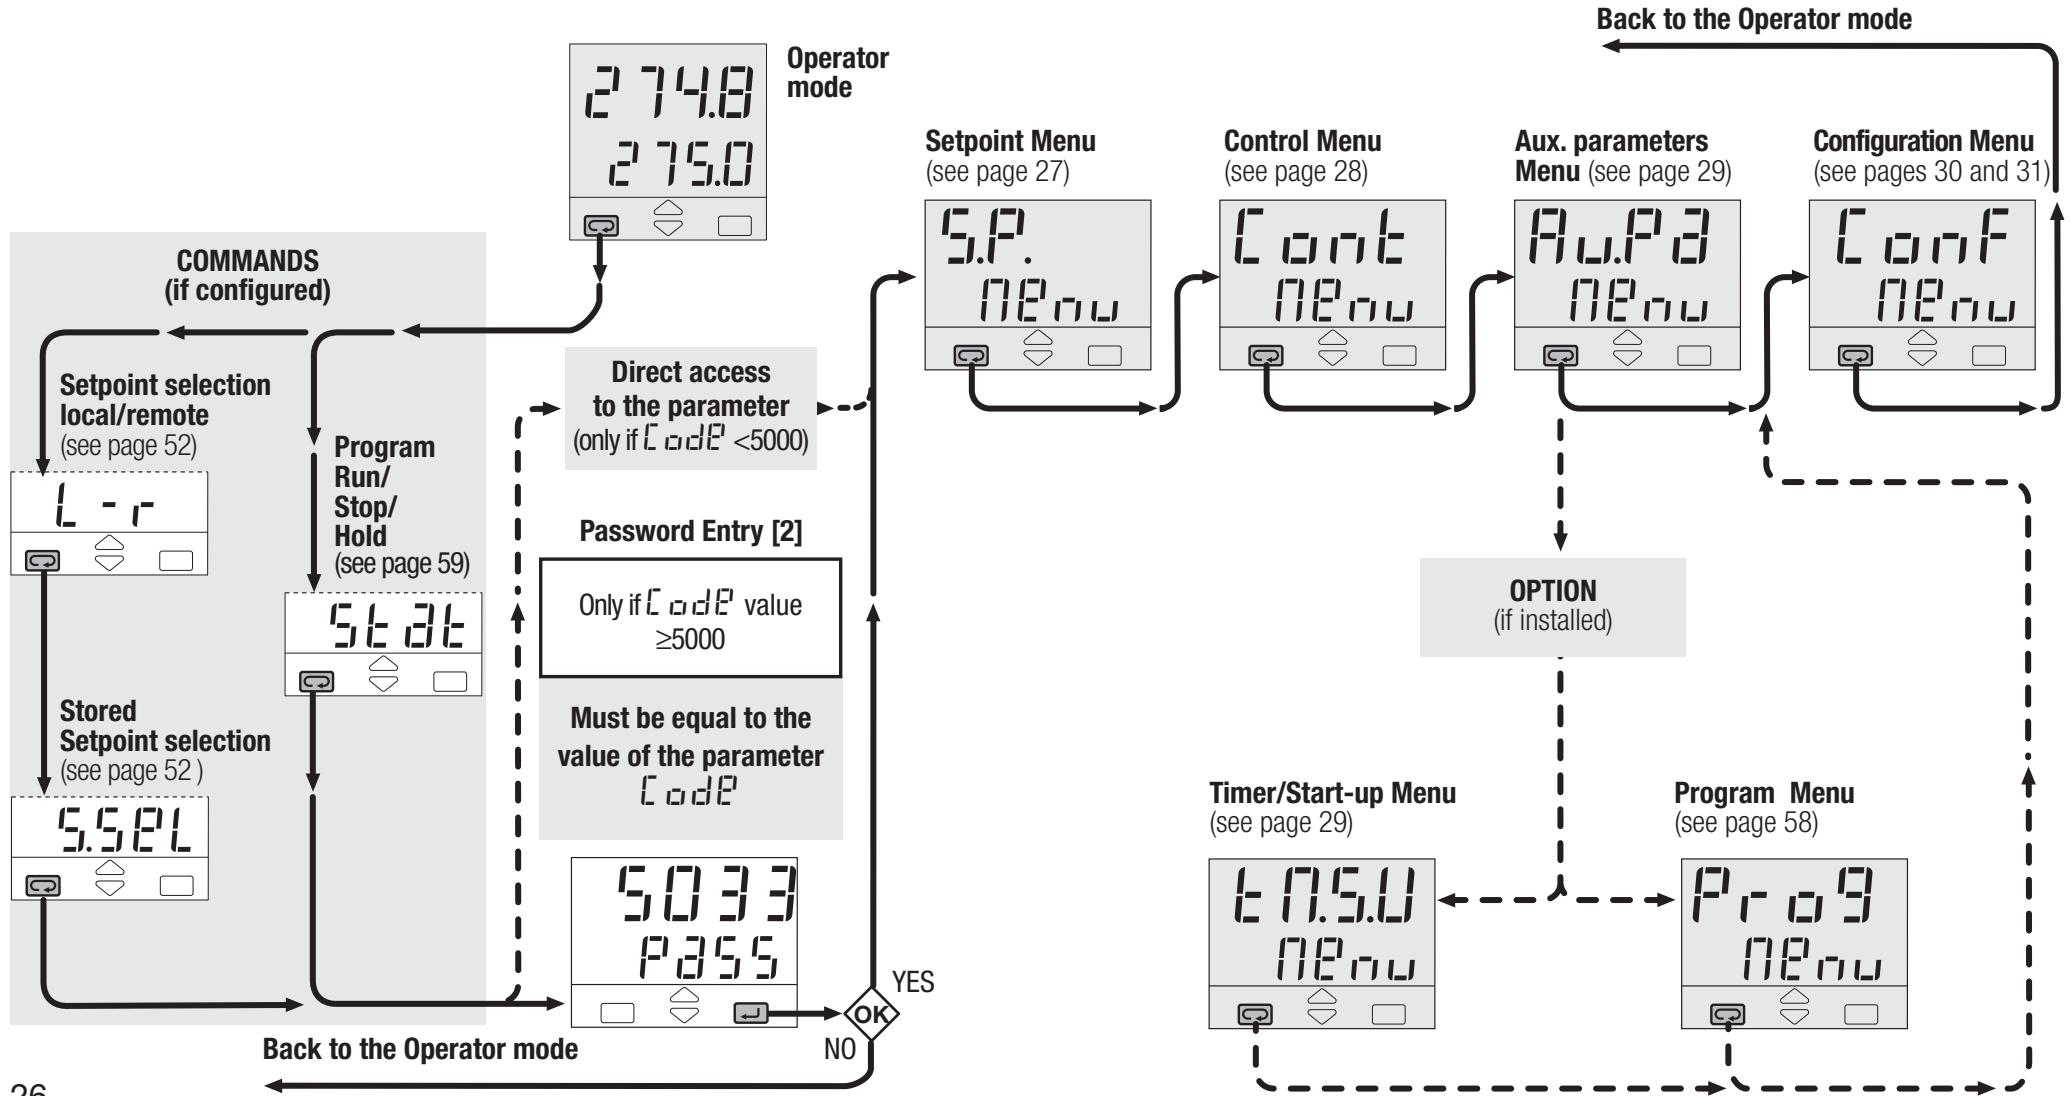 Back to the Operator mode
Operator
mode
274.8
275.0
Setpoint Menu
(see page 27)
S.P.
MEnu
Control Menu
(see page 28)
Cont
MEnu
Aux. parameters
Menu (see page 29)
Au.Pa
MEnu
Configuration Menu
(see pages 30 and 31)
ConF
MEnu
COMMANDS
(if configured)
Setpoint selection
local/remote
(see page 52)
L-r
Program
Run/
Stop/
Hold
(see page 59)
Stat
Stored
Setpoint selection
(see page 52 )
S.SEL
Direct access
to the parameter
(only if CodE <5000)
Password Entry [2]
Only if CodE value
≥5000
Must be equal to the
value of the parameter
CodE
5033
PaSS
OK
YES
NO
Back to the Operator mode
OPTION
(if installed)
Timer/Start-up Menu
(see page 29)
tM.S.U
MEnu
Program Menu
(see page 58)
Prog
MEnu
26